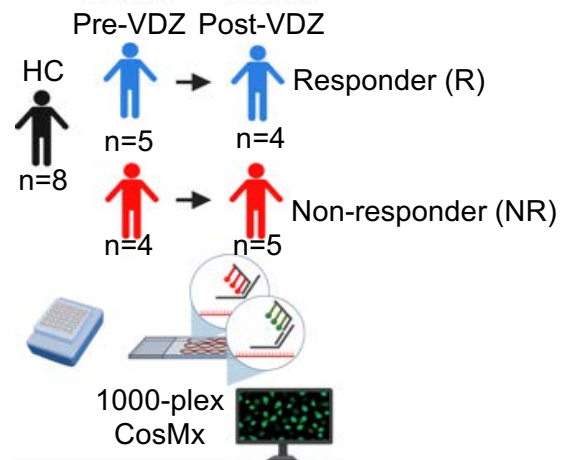 Pre-VDZ Post-VDZ
HC
Responder (R)
n=8
n=5
n=4
Non-responder (NR)
n=4
n=5
1000-plex
CosMx